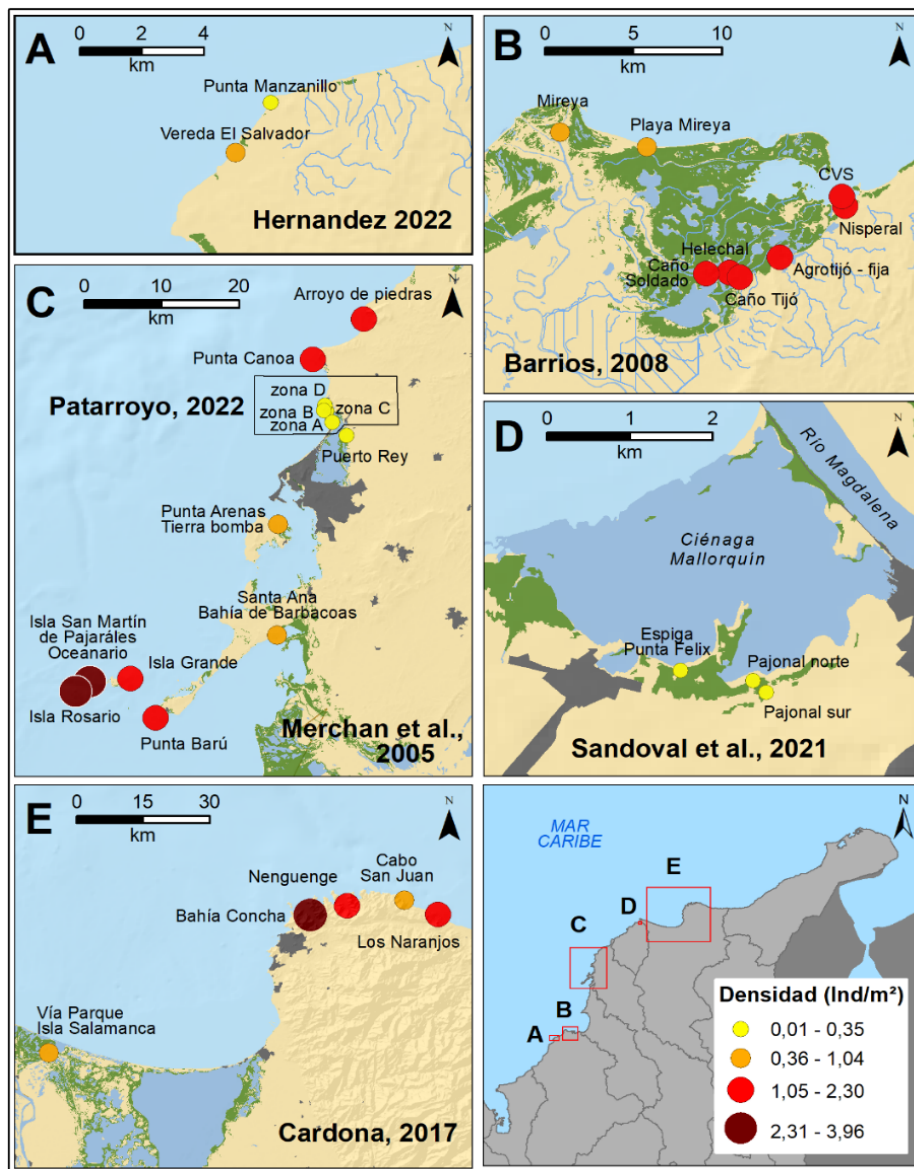 A
0 2 4
km
N
Punta Manzanillo
Vereda El Salvador
Hernandez 2022
B
0 5 10
km
N
Mireya
Playa Mireya
CVS
Nisperal
Helechal
Caño
Soldado
Agrotijó - fija
Caño Tijó
Barrios, 2008
C
0 10 20
km
N
Arroyo de piedras
Punta Canoa
Patarroyo, 2022
zona D
zona B
zona C
zona A
Puerto Rey
Punta Arenas
Tierra bomba
Santa Ana
Bahía de Barbacoas
Isla San Martín
de Pajaráles
Oceanario
Isla Grande
Isla Rosario
Punta Barú
Merchan et al.,
2005
D
0 1 2
km
N
Río Magdalena
Ciénaga
Mallorquín
Espiga
Punta Felix
Pajonal norte
Pajonal sur
Sandoval et al., 2021
E
0 15 30
km
N
Nenguenge
Cabo
San Juan
Bahía Concha
Los Naranjos
Vía Parque
Isla Salamanca
Cardona, 2017
N
MAR
CARIBE
E
D
C
B
A
Densidad (Ind/m²)
0,01 - 0,35
0,36 - 1,04
1,05 - 2,30
2,31 - 3,96